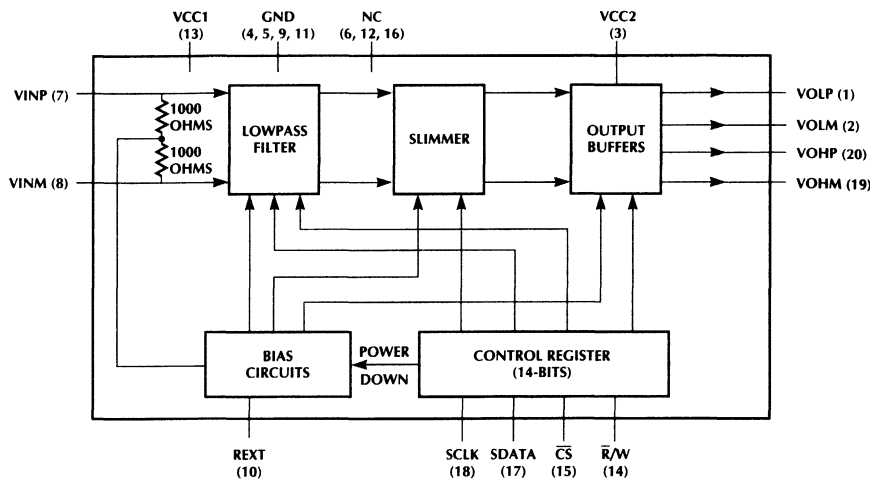 VCC1
(13)
GND
(4, 5, 9, 11)
NC
(6, 12, 16)
VCC2
(3)
VINP (7)
1000
OHMS
1000
OHMS
VINM (8)
LOWPASS
FILTER
SLIMMER
OUTPUT
BUFFERS
VOLP (1)
VOLM (2)
VOHP (20)
VOHM (19)
BIAS
CIRCUITS
POWER
DOWN
CONTROL REGISTER
(14-BITS)
REXT
(10)
SCLK
(18)
SDATA
(17)
C̅S̅
(15)
R̅/W
(14)